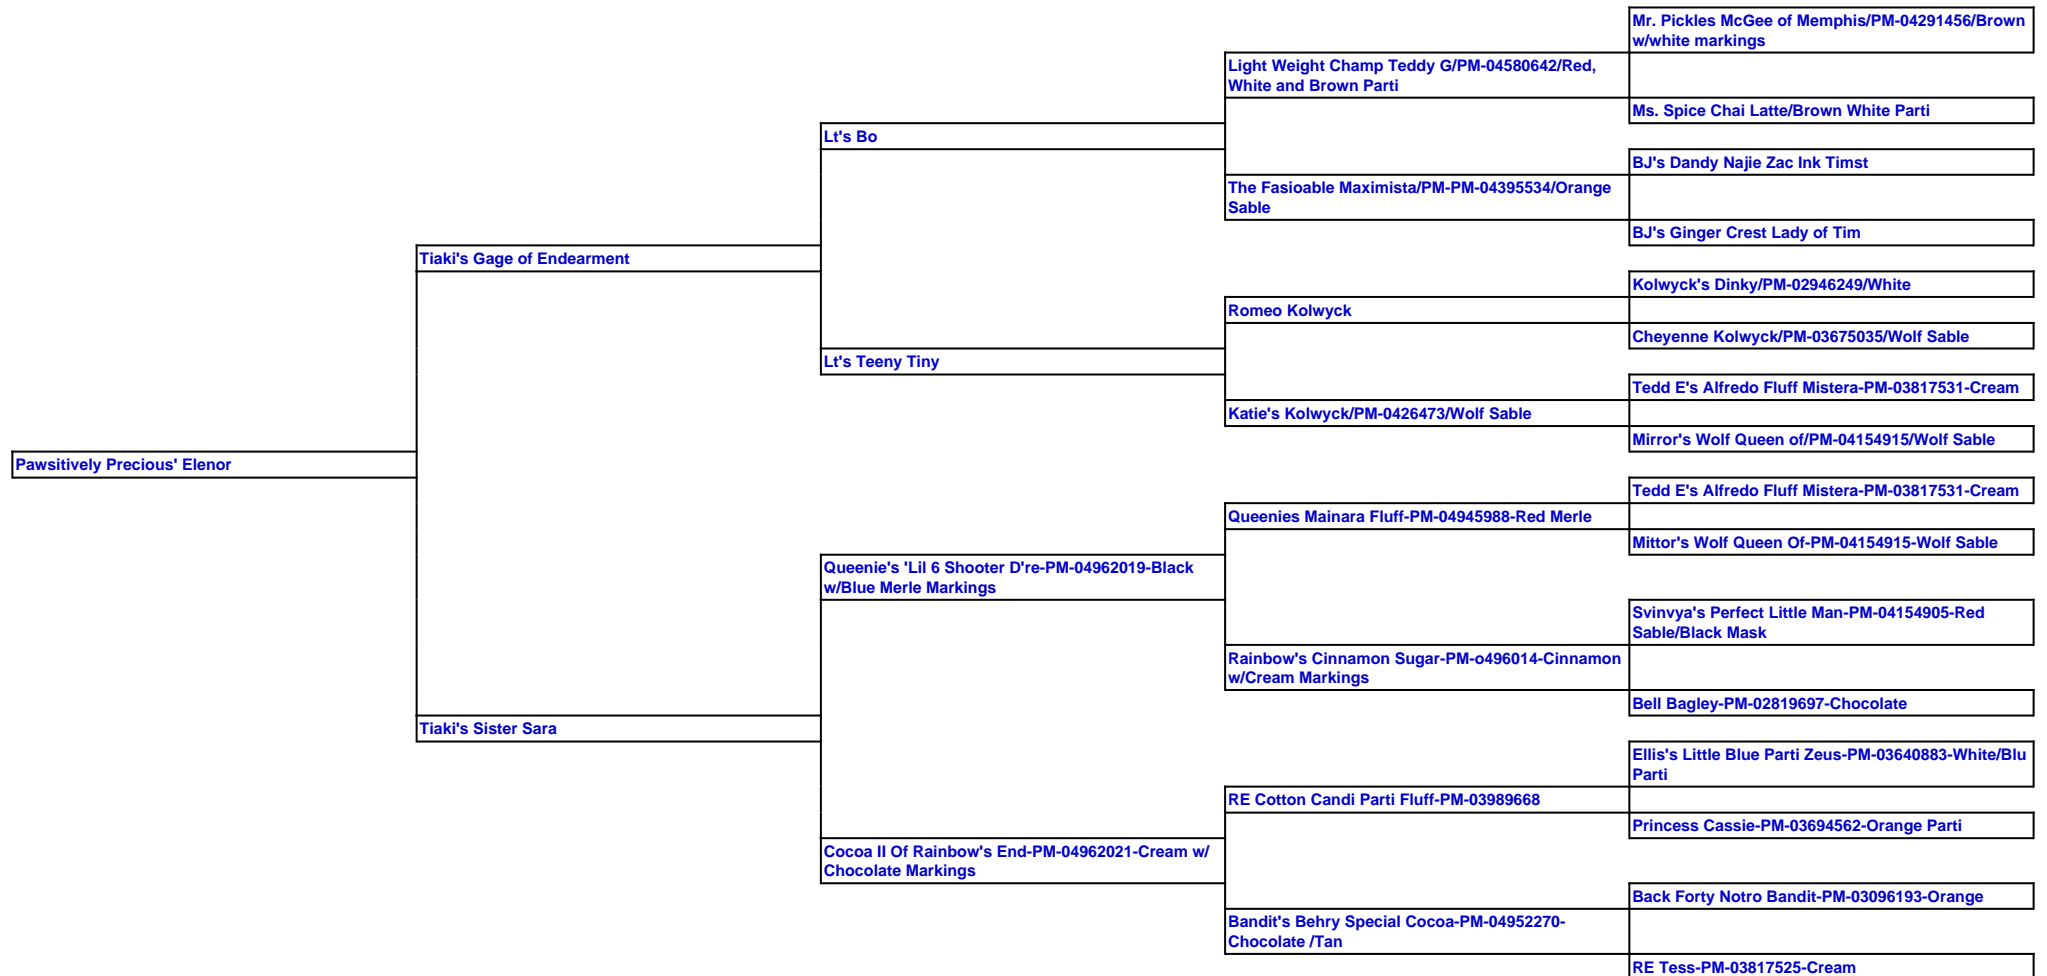 Mr. Pickles McGee of Memphis/PM-04291456/Brown
w/white markings
Light Weight Champ Teddy G/PM-04580642/Red,
White and Brown Parti
Ms. Spice Chai Latte/Brown White Parti
Lt's Bo
BJ's Dandy Najie Zac Ink Timst
The Fasioable Maximista/PM-PM-04395534/Orange
Sable
BJ's Ginger Crest Lady of Tim
Tiaki's Gage of Endearment
Kolwyck's Dinky/PM-02946249/White
Romeo Kolwyck
Cheyenne Kolwyck/PM-03675035/Wolf Sable
Lt's Teeny Tiny
Tedd E's Alfredo Fluff Mistera-PM-03817531-Cream
Katie's Kolwyck/PM-0426473/Wolf Sable
Mirror's Wolf Queen of/PM-04154915/Wolf Sable
Pawsitively Precious' Elenor
Tedd E's Alfredo Fluff Mistera-PM-03817531-Cream
Queenies Mainara Fluff-PM-04945988-Red Merle
Mittor's Wolf Queen Of-PM-04154915-Wolf Sable
Queenie's 'Lil 6 Shooter D're-PM-04962019-Black
w/Blue Merle Markings
Svinvya's Perfect Little Man-PM-04154905-Red
Sable/Black Mask
Rainbow's Cinnamon Sugar-PM-o496014-Cinnamon
w/Cream Markings
Bell Bagley-PM-02819697-Chocolate
Tiaki's Sister Sara
Ellis's Little Blue Parti Zeus-PM-03640883-White/Blu
Parti
RE Cotton Candi Parti Fluff-PM-03989668
Princess Cassie-PM-03694562-Orange Parti
Cocoa II Of Rainbow's End-PM-04962021-Cream w/
Chocolate Markings
Back Forty Notro Bandit-PM-03096193-Orange
Bandit's Behry Special Cocoa-PM-04952270-
Chocolate /Tan
RE Tess-PM-03817525-Cream